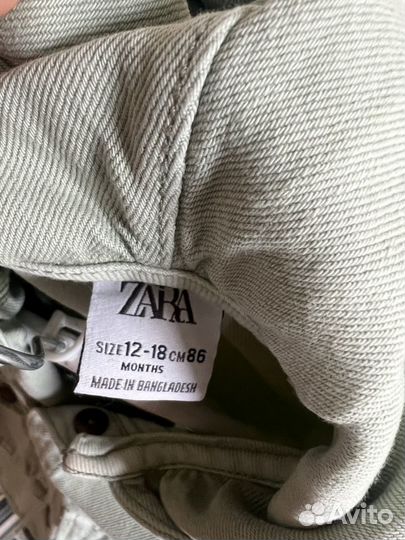 ZARA
SIZE 12-18 CM 86
MONTHS
MADE IN BANGLADESH
Avito